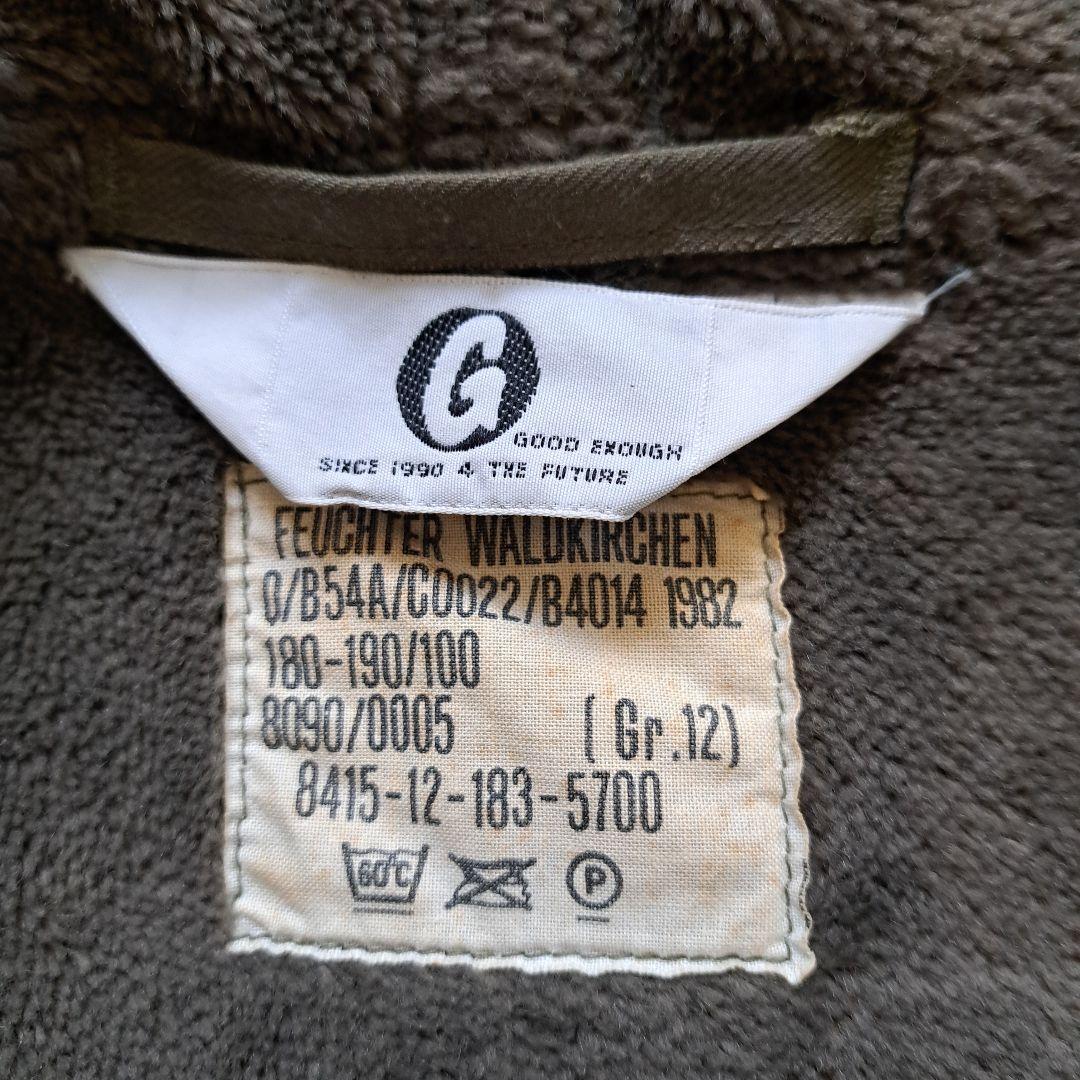 G
GOOD ENOUGH
SINCE 1990 4 THE FUTURE
FEUCHTER WALDKIRCHEN
0/B54A/C0022/B4014 1982
180-190/100
8090/0005 (Gr.12)
8415-12-183-5700
60°C P